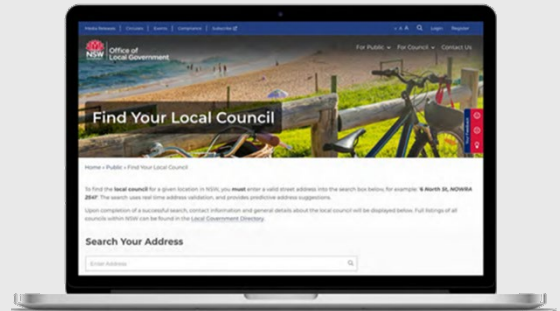 Media Releases | Circulars | Events | Compliance | Subscribe
A A A Login Register
NSW
Office of
Local Government
For Public For Council Contact Us
Find Your Local Council
Your Feedback
Home » Public » Find Your Local Council
To find the local council for a given location in NSW, you must enter a valid street address into the search box below, for example: '6 North St, NOWRA
2541'. The search uses real time address validation, and provides predictive address suggestions.
Upon completion of a successful search, contact information and general details about the local council will be displayed below. Full listings of all
councils within NSW can be found in the Local Government Directory.
Search Your Address
Enter Address